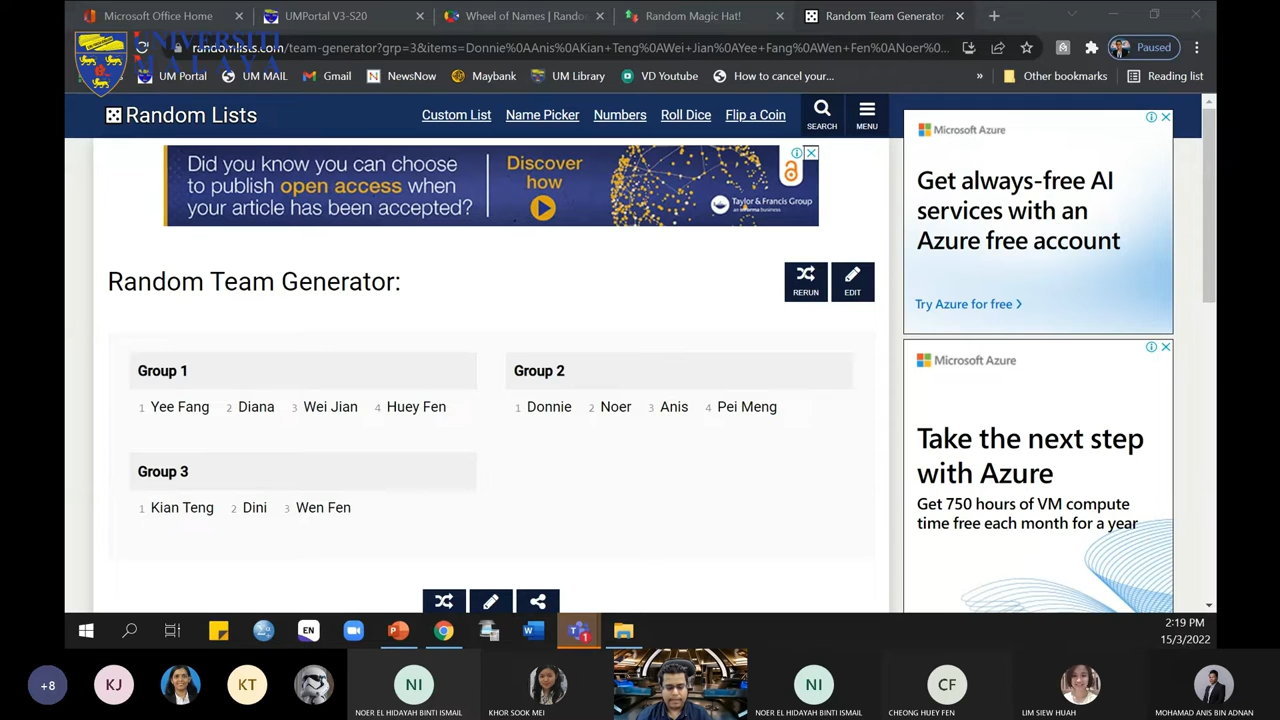 Microsoft Office Home
UMPortal V3-S20
Wheel of Names | Rando
Random Magic Hat!
Random Team Generator
UNIVERSITI
MALAYA
randomlists.com/team-generator?grp=3&items=Donnie%0AAnis%0AKian+Teng%0AWei+Jian%0AYee+Fang%0AWen+Fen%0ANoer%0...
Paused
UM Portal
UM MAIL
Gmail
NewsNow
Maybank
UM Library
VD Youtube
How to cancel your...
»
Other bookmarks
Reading list
Random Lists
Custom List
Name Picker
Numbers
Roll Dice
Flip a Coin
SEARCH
MENU
Did you know you can choose
to publish open access when
your article has been accepted?
Discover
how
Taylor & Francis Group
an informa business
Microsoft Azure
Get always-free AI
services with an
Azure free account
Try Azure for free >
Random Team Generator:
RERUN
EDIT
Group 1
1 Yee Fang 2 Diana 3 Wei Jian 4 Huey Fen
Group 2
1 Donnie 2 Noer 3 Anis 4 Pei Meng
Group 3
1 Kian Teng 2 Dini 3 Wen Fen
Microsoft Azure
Take the next step
with Azure
Get 750 hours of VM compute
time free each month for a year
EN
1
2:19 PM
15/3/2022
+8
KJ
KT
NI
NOER EL HIDAYAH BINTI ISMAIL
KHOR SOOK MEI
NI
NOER EL HIDAYAH BINTI ISMAIL
CF
CHEONG HUEY FEN
LIM SIEW HUAH
MOHAMAD ANIS BIN ADNAN